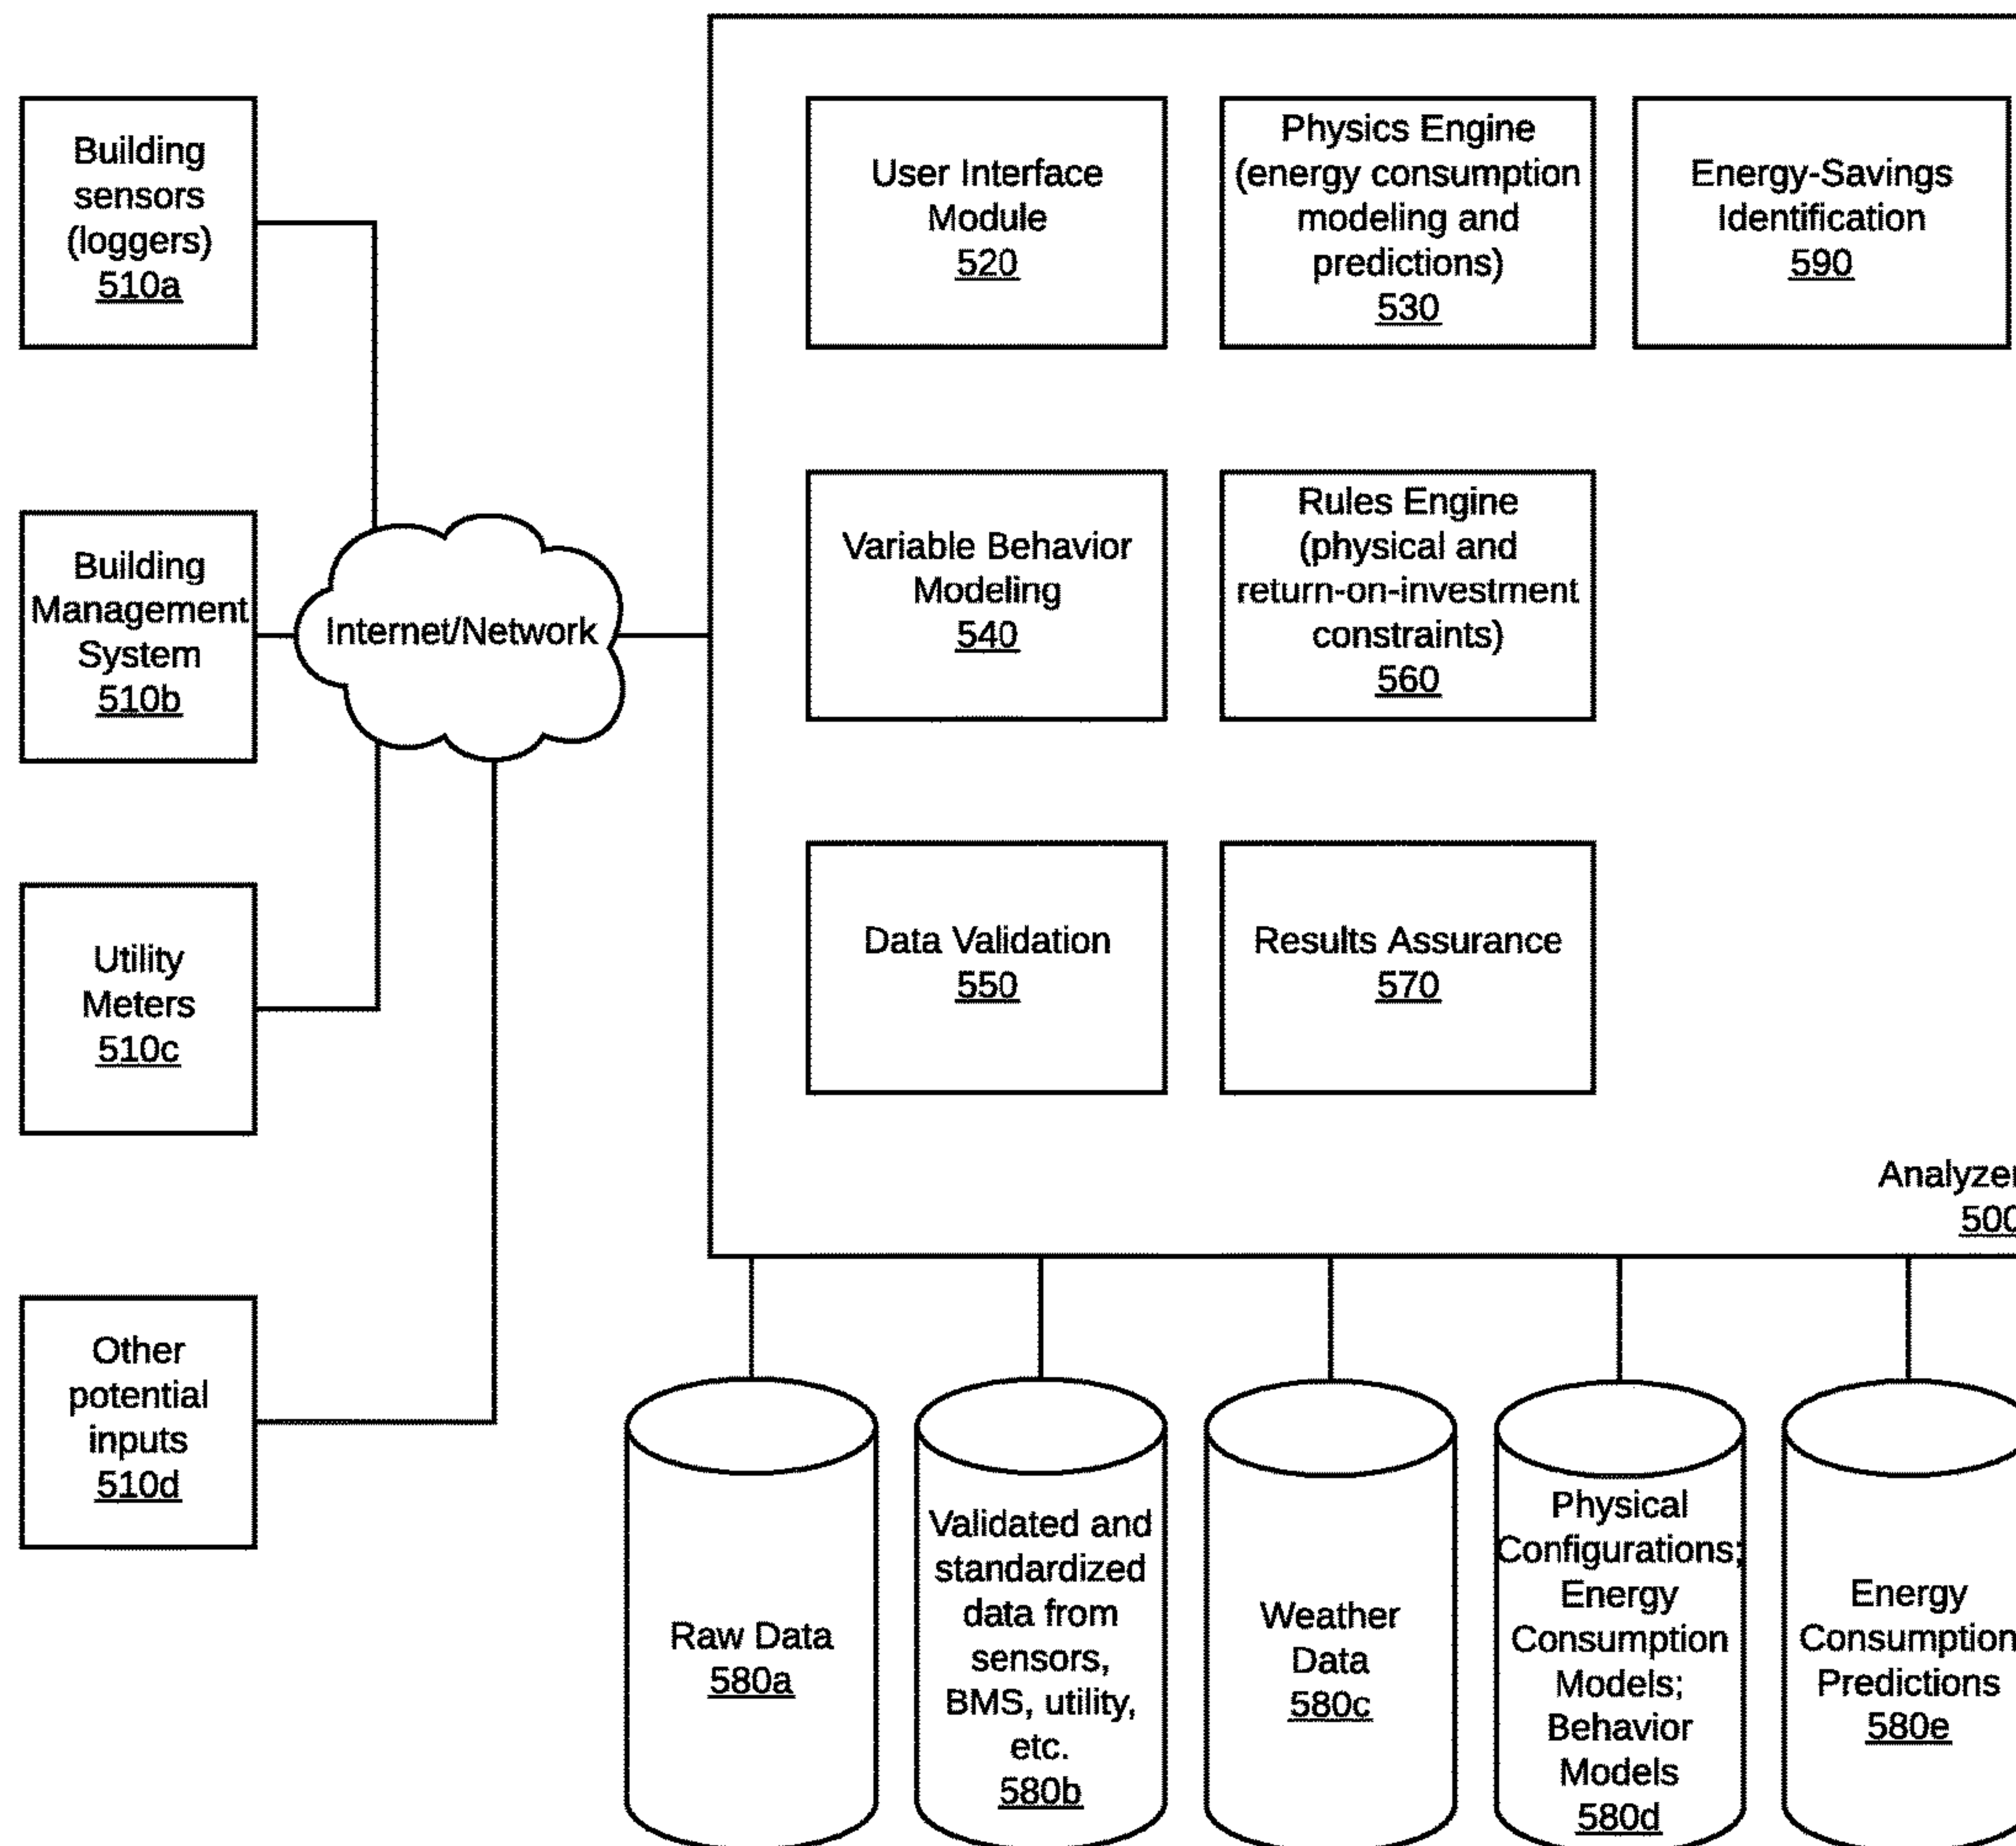 Building
sensors
(loggers)
510a
Building
Management
System
510b
Utility
Meters
510c
Other
potential
inputs
510d
Internet/Network
User Interface
Module
520
Physics Engine
(energy consumption
modeling and
predictions)
530
Energy-Savings
Identification
590
Variable Behavior
Modeling
540
Rules Engine
(physical and
return-on-investment
constraints)
560
Data Validation
550
Results Assurance
570
Analyzer
500
Raw Data
580a
Validated and
standardized
data from
sensors,
BMS, utility,
etc.
580b
Weather
Data
580c
Physical
Configurations;
Energy
Consumption
Models;
Behavior
Models
580d
Energy
Consumption
Predictions
580e